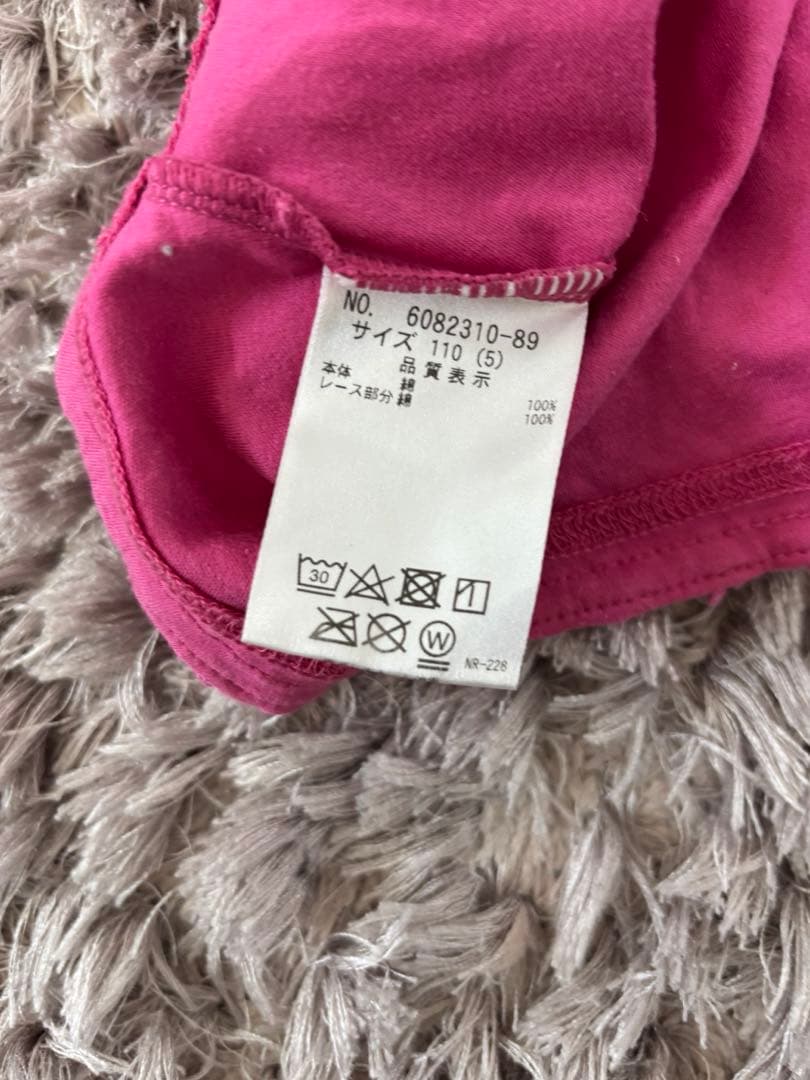 NO. 6082310-89
サイズ 110 (5)
品質表示
本体 綿 100%
レース部分 綿 100%
30
W
NR-228